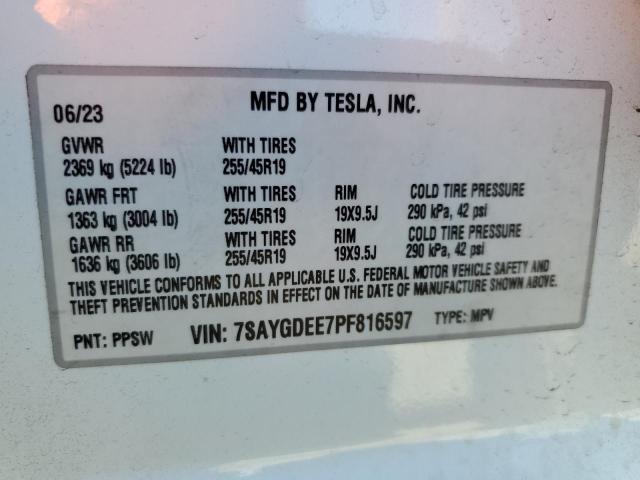 06/23 MFD BY TESLA, INC.
GVWR WITH TIRES
2369 kg (5224 lb) 255/45R19
GAWR FRT WITH TIRES RIM COLD TIRE PRESSURE
1363 kg (3004 lb) 255/45R19 19X9.5J 290 kPa, 42 psi
GAWR RR WITH TIRES RIM COLD TIRE PRESSURE
1636 kg (3606 lb) 255/45R19 19X9.5J 290 kPa, 42 psi
THIS VEHICLE CONFORMS TO ALL APPLICABLE U.S. FEDERAL MOTOR VEHICLE SAFETY AND
THEFT PREVENTION STANDARDS IN EFFECT ON THE DATE OF MANUFACTURE SHOWN ABOVE.
PNT: PPSW VIN: 7SAYGDEE7PF816597 TYPE: MPV